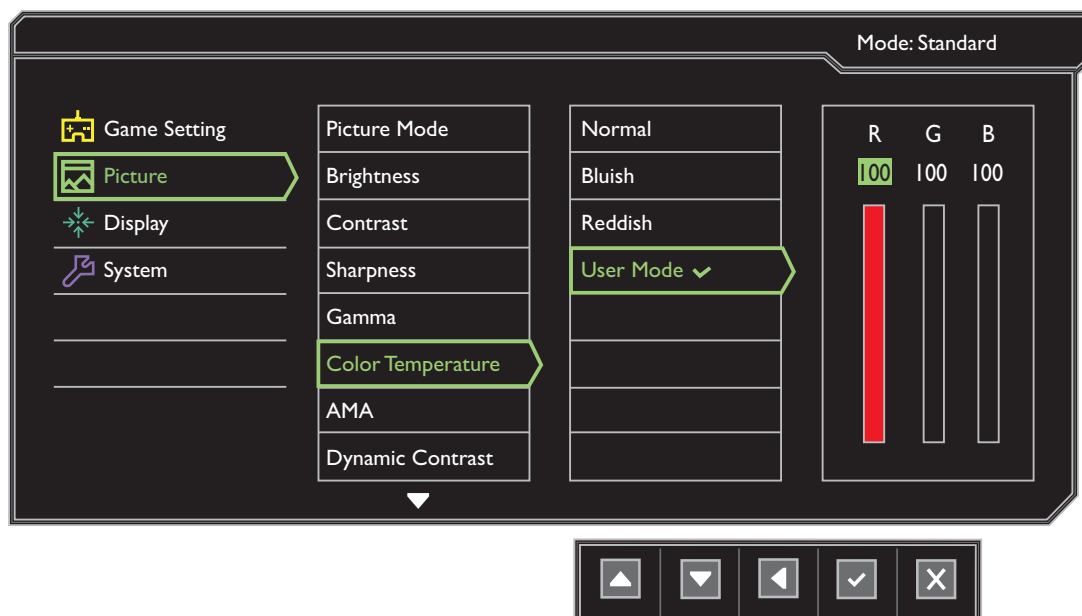 Mode: Standard
Game Setting
Picture
Display
System
Picture Mode
Brightness
Contrast
Sharpness
Gamma
Color Temperature
AMA
Dynamic Contrast
Normal
Bluish
Reddish
User Mode
R G B
100 100 100